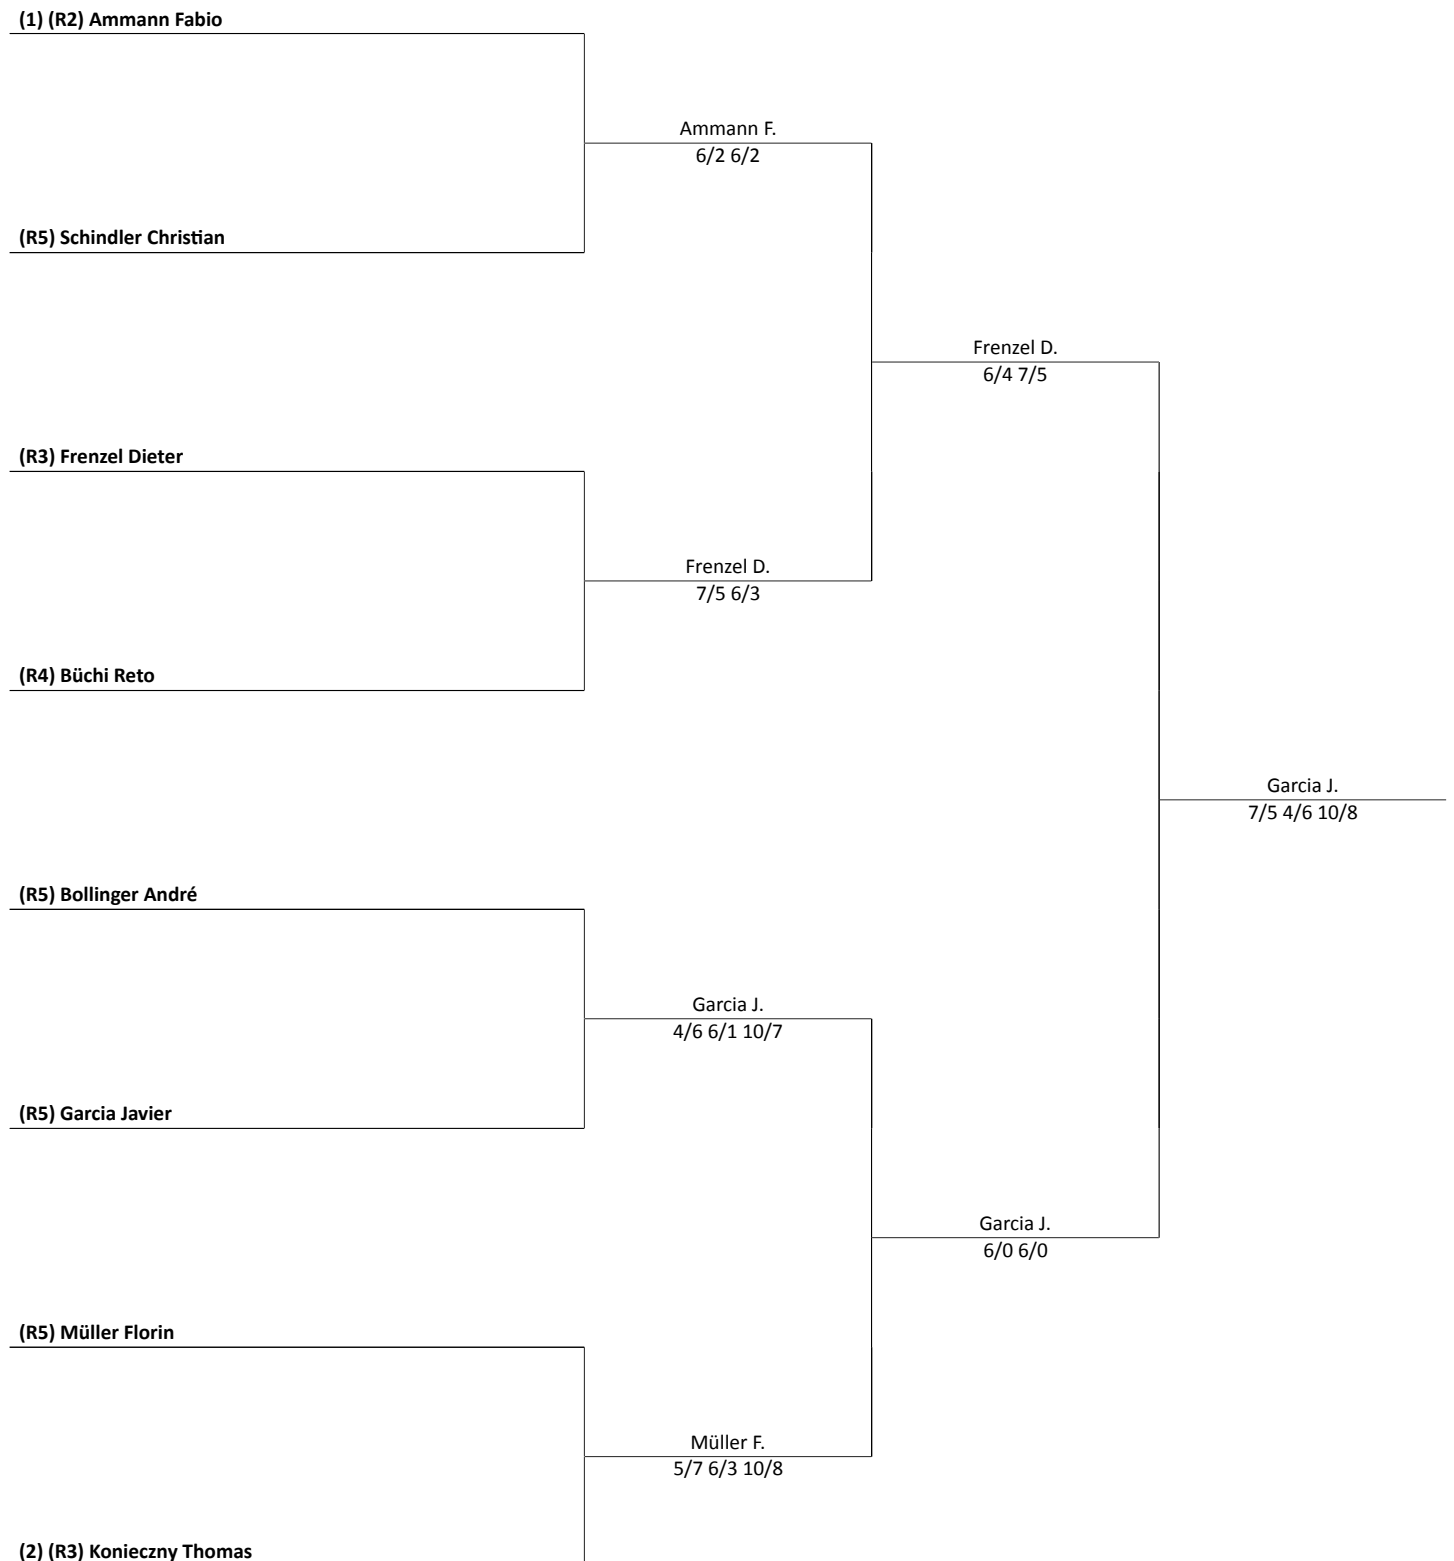 (1) (R2) Ammann Fabio
Ammann F.
6/2 6/2
(R5) Schindler Christian
Frenzel D.
6/4 7/5
(R3) Frenzel Dieter
Frenzel D.
7/5 6/3
(R4) Büchi Reto
Garcia J.
7/5 4/6 10/8
(R5) Bollinger André
Garcia J.
4/6 6/1 10/7
(R5) Garcia Javier
Garcia J.
6/0 6/0
(R5) Müller Florin
Müller F.
5/7 6/3 10/8
(2) (R3) Konieczny Thomas